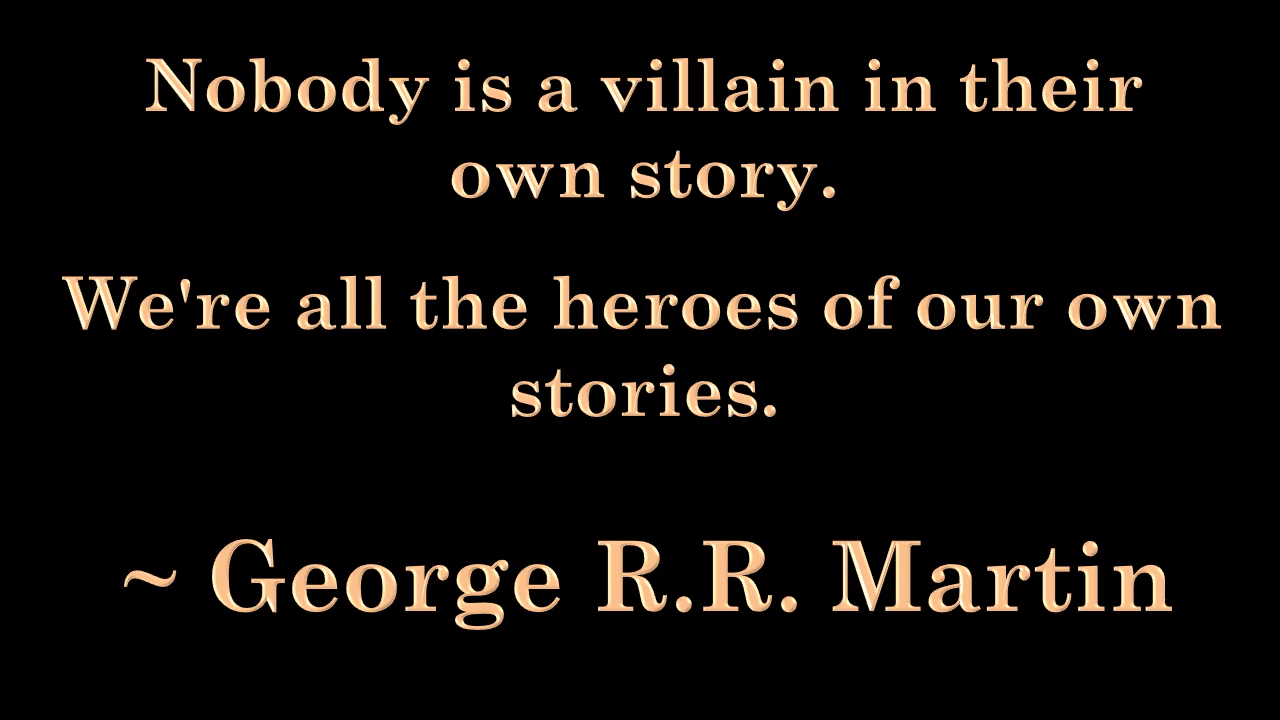 Nobody is a villain in their
own story.
We're all the heroes of our own
stories.
~ George R.R. Martin